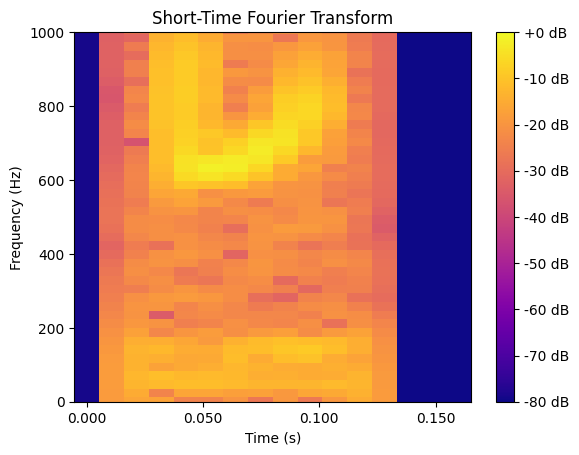 Short-Time Fourier Transform
Frequency (Hz)
1000
800
600
400
200
0
0.000
0.050
0.100
0.150
Time (s)
+0 dB
-10 dB
-20 dB
-30 dB
-40 dB
-50 dB
-60 dB
-70 dB
-80 dB